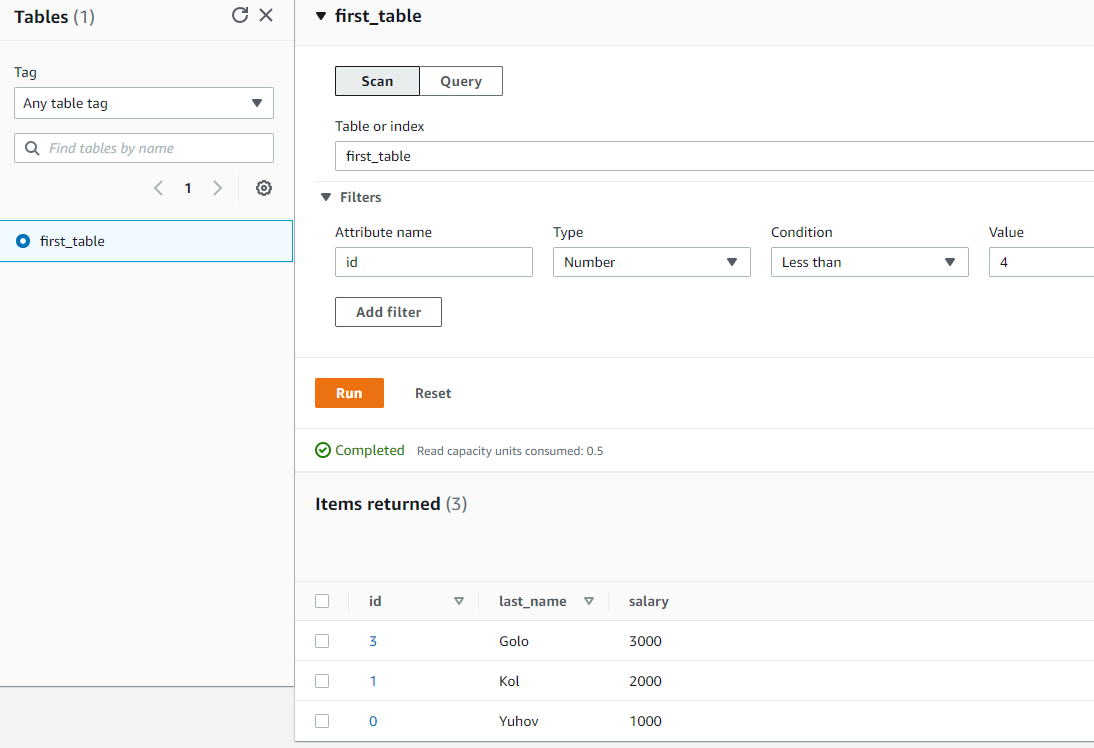 Tables (1)
Tag
Any table tag
Find tables by name
1
first_table
first_table
Scan
Query
Table or index
first_table
Filters
Attribute name
Type
Condition
Value
id
Number
Less than
4
Add filter
Run
Reset
Completed
Read capacity units consumed: 0.5
Items returned (3)
id
last_name
salary
3
Golo
3000
1
Kol
2000
0
Yuhov
1000